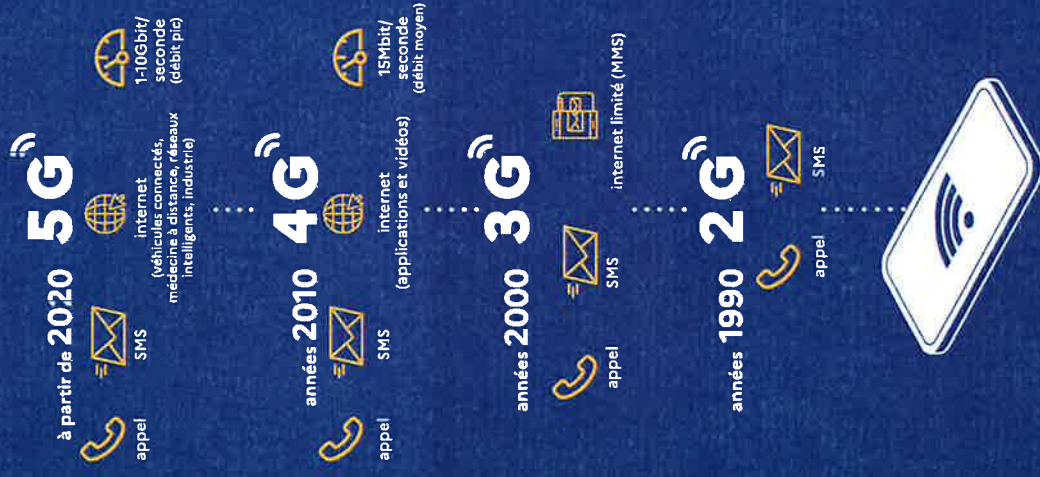 à partir de 2020 5G
appel
SMS
internet
(véhicules connectés,
médecine à distance, réseaux
intelligents, industrie)
1-10Gbit/
seconde
(débit pic)
années 2010 4G
appel
SMS
internet
(applications et vidéos)
15Mbit/
seconde
(débit moyen)
années 2000 3G
appel
SMS
internet limité (MMS)
années 1990 2G
appel
SMS